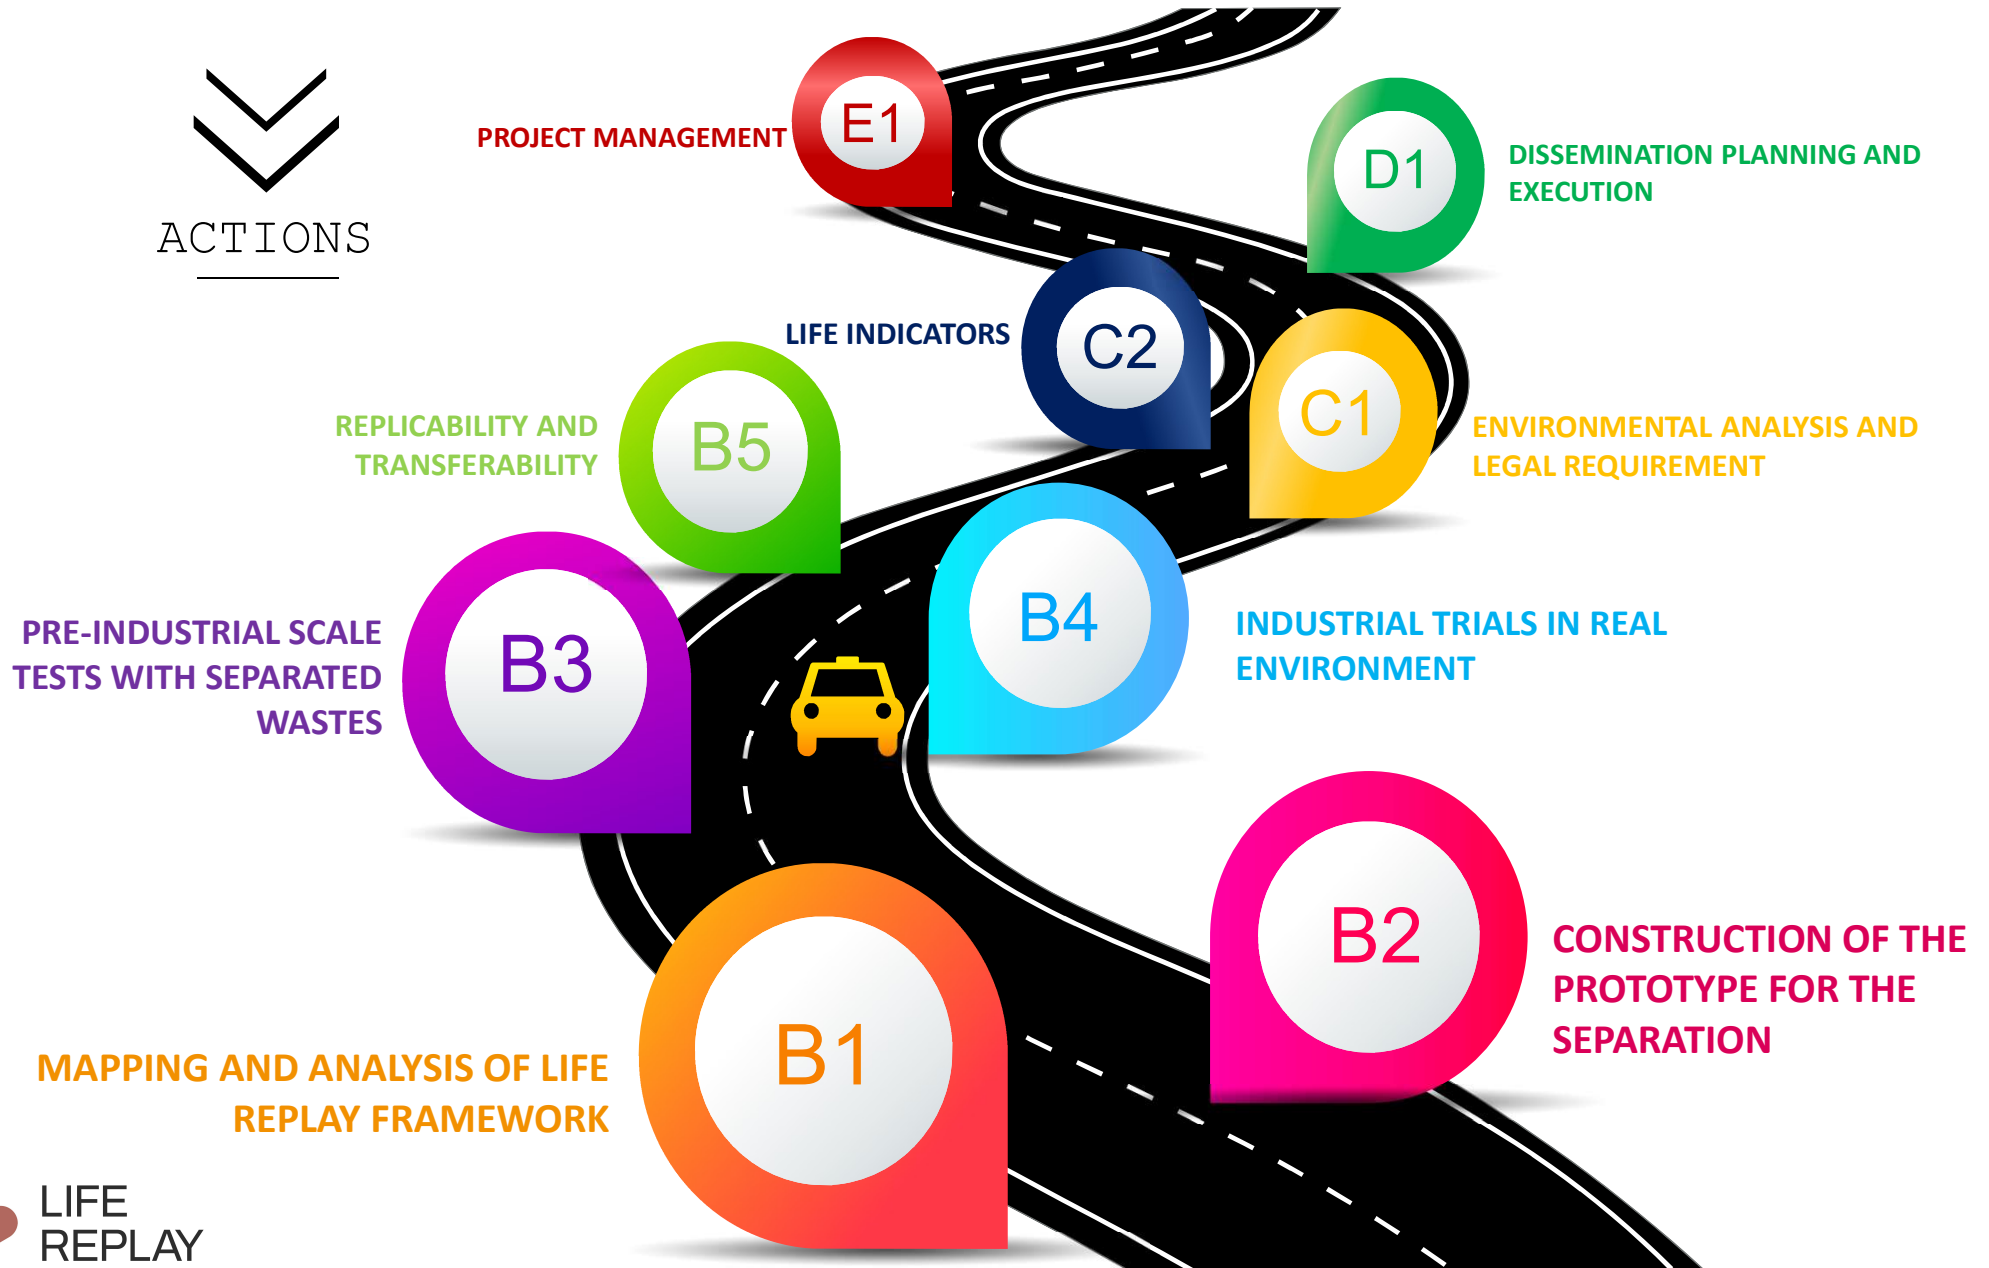 ACTIONS
E1
PROJECT MANAGEMENT
D1
DISSEMINATION PLANNING AND
EXECUTION
C2
LIFE INDICATORS
C1
ENVIRONMENTAL ANALYSIS AND
LEGAL REQUIREMENT
B5
REPLICABILITY AND
TRANSFERABILITY
B4
INDUSTRIAL TRIALS IN REAL
ENVIRONMENT
B3
PRE-INDUSTRIAL SCALE
TESTS WITH SEPARATED
WASTES
B2
CONSTRUCTION OF THE
PROTOTYPE FOR THE
SEPARATION
B1
MAPPING AND ANALYSIS OF LIFE
REPLAY FRAMEWORK
LIFE
REPLAY